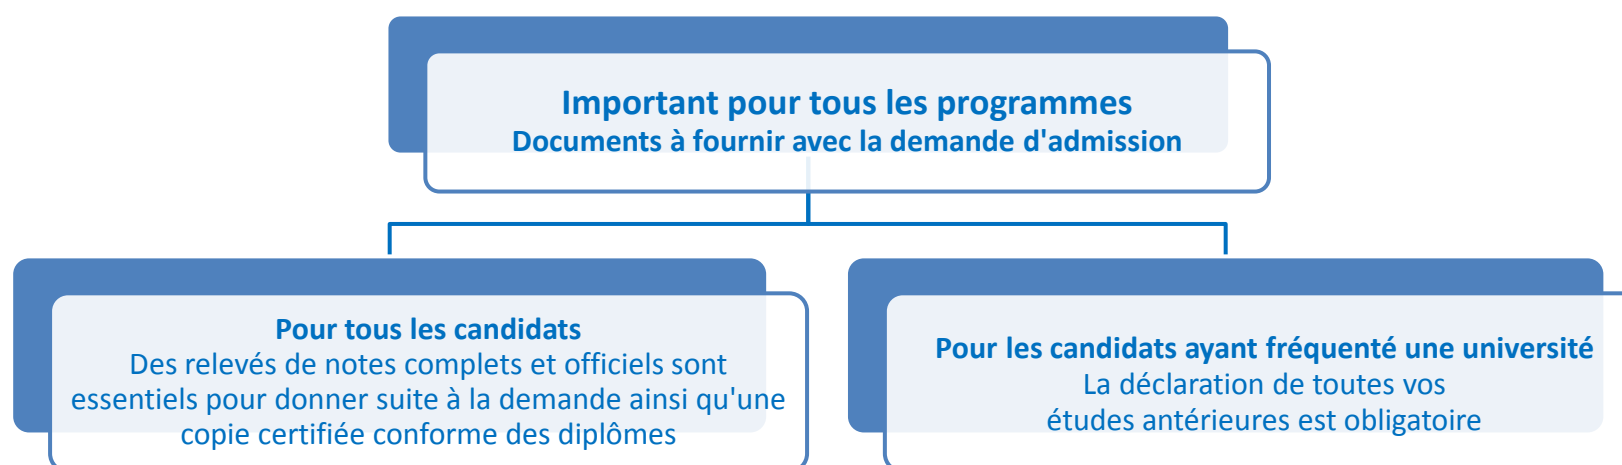 Important pour tous les programmes
Documents à fournir avec la demande d'admission
Pour tous les candidats
Des relevés de notes complets et officiels sont
essentiels pour donner suite à la demande ainsi qu'une
copie certifiée conforme des diplômes
Pour les candidats ayant fréquenté une université
La déclaration de toutes vos
études antérieures est obligatoire